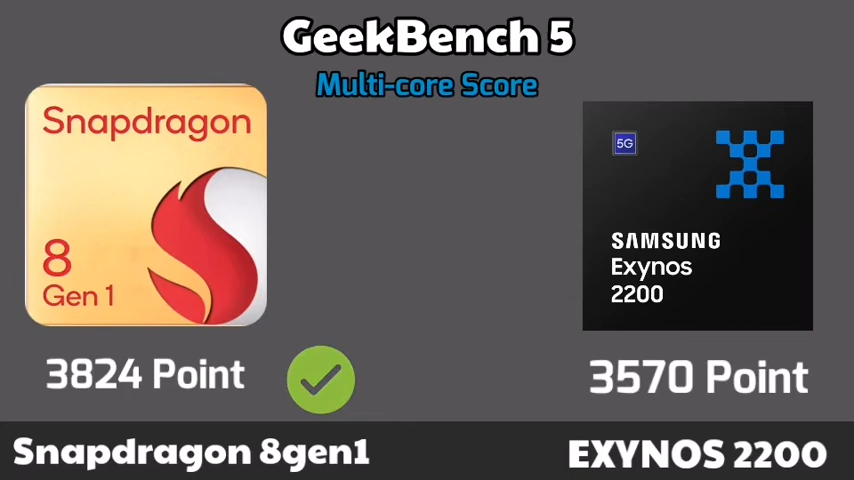 GeekBench 5
Multi-core Score
Snapdragon
8
Gen 1
5G
SAMSUNG
Exynos
2200
3824 Point
3570 Point
Snapdragon 8gen1
EXYNOS 2200